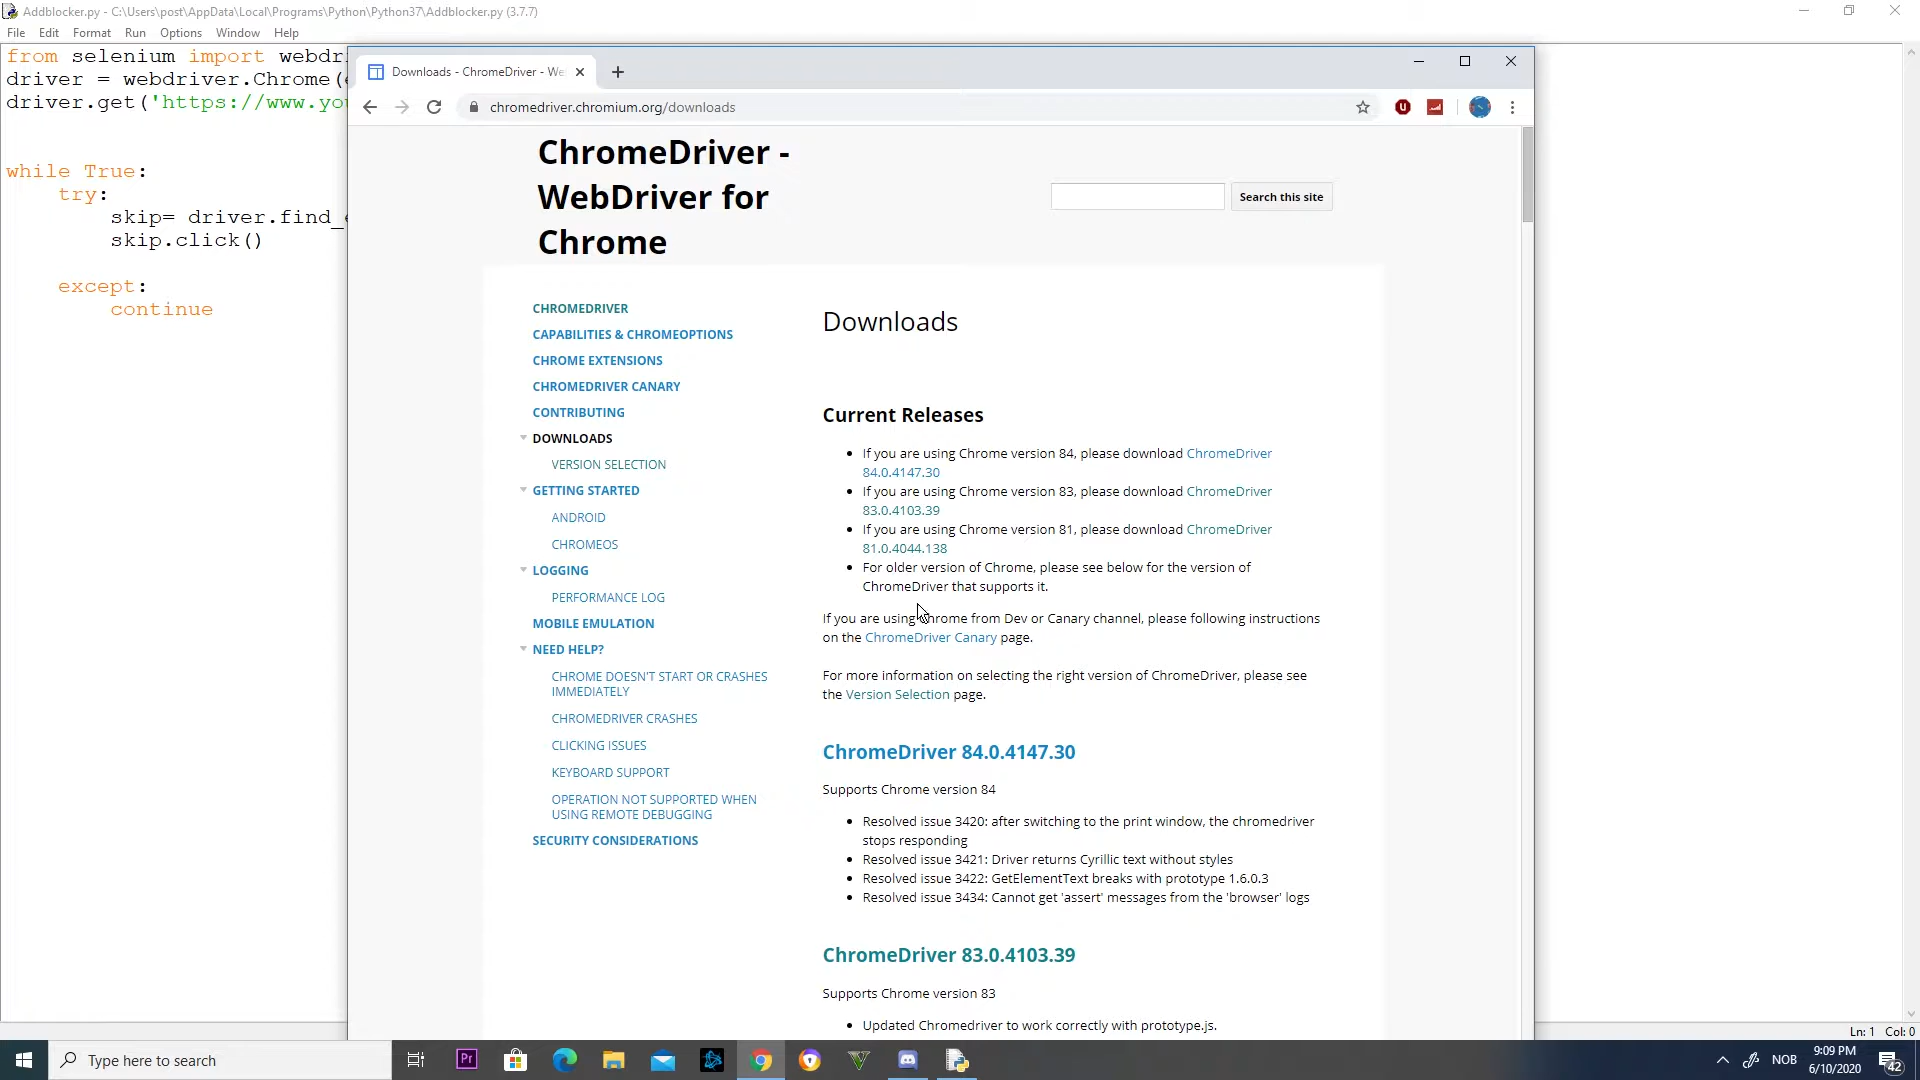 Addblocker.py - C:\Users\post\AppData\Local\Programs\Python\Python37\Addblocker.py (3.7.7)
File Edit Format Run Options Window Help
from selenium import webdr
driver = webdriver.Chrome(
driver.get('https://www.yo
while True:
try:
skip= driver.find_
skip.click()
except:
continue
Downloads - ChromeDriver - We
chromedriver.chromium.org/downloads
ChromeDriver -
WebDriver for
Chrome
Search this site
CHROMEDRIVER
CAPABILITIES & CHROMEOPTIONS
CHROME EXTENSIONS
CHROMEDRIVER CANARY
CONTRIBUTING
DOWNLOADS
VERSION SELECTION
GETTING STARTED
ANDROID
CHROMEOS
LOGGING
PERFORMANCE LOG
MOBILE EMULATION
NEED HELP?
CHROME DOESN'T START OR CRASHES
IMMEDIATELY
CHROMEDRIVER CRASHES
CLICKING ISSUES
KEYBOARD SUPPORT
OPERATION NOT SUPPORTED WHEN
USING REMOTE DEBUGGING
SECURITY CONSIDERATIONS
Downloads
Current Releases
If you are using Chrome version 84, please download ChromeDriver
84.0.4147.30
If you are using Chrome version 83, please download ChromeDriver
83.0.4103.39
If you are using Chrome version 81, please download ChromeDriver
81.0.4044.138
For older version of Chrome, please see below for the version of
ChromeDriver that supports it.
If you are using Chrome from Dev or Canary channel, please following instructions
on the ChromeDriver Canary page.
For more information on selecting the right version of ChromeDriver, please see
the Version Selection page.
ChromeDriver 84.0.4147.30
Supports Chrome version 84
Resolved issue 3420: after switching to the print window, the chromedriver
stops responding
Resolved issue 3421: Driver returns Cyrillic text without styles
Resolved issue 3422: GetElementText breaks with prototype 1.6.0.3
Resolved issue 3434: Cannot get 'assert' messages from the 'browser' logs
ChromeDriver 83.0.4103.39
Supports Chrome version 83
Updated Chromedriver to work correctly with prototype.js.
Ln: 1 Col: 0
Type here to search
Pr
NOB
9:09 PM
6/10/2020
42